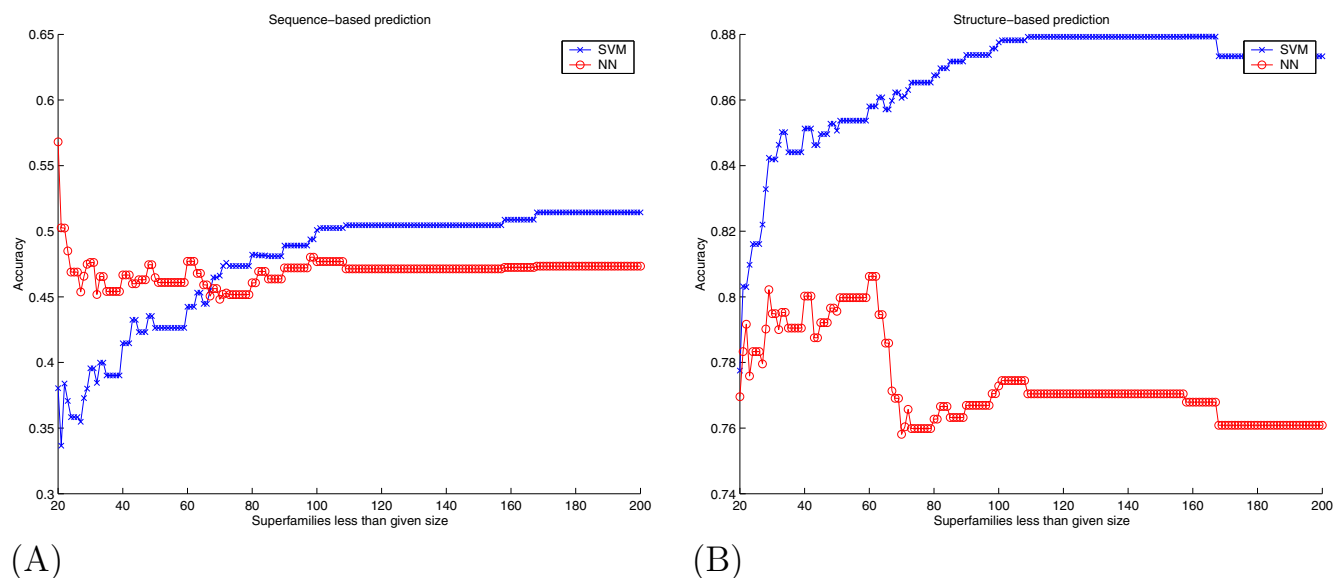 Sequence-based prediction
0.65
0.6
0.55
0.5
0.45
0.4
0.35
0.3
Accuracy
SVM
NN
20 40 60 80 100 120 140 160 180 200
Superfamilies less than given size
(A)
Structure-based prediction
0.88
0.86
0.84
0.82
0.8
0.78
0.76
0.74
Accuracy
SVM
NN
20 40 60 80 100 120 140 160 180 200
Superfamilies less than given size
(B)